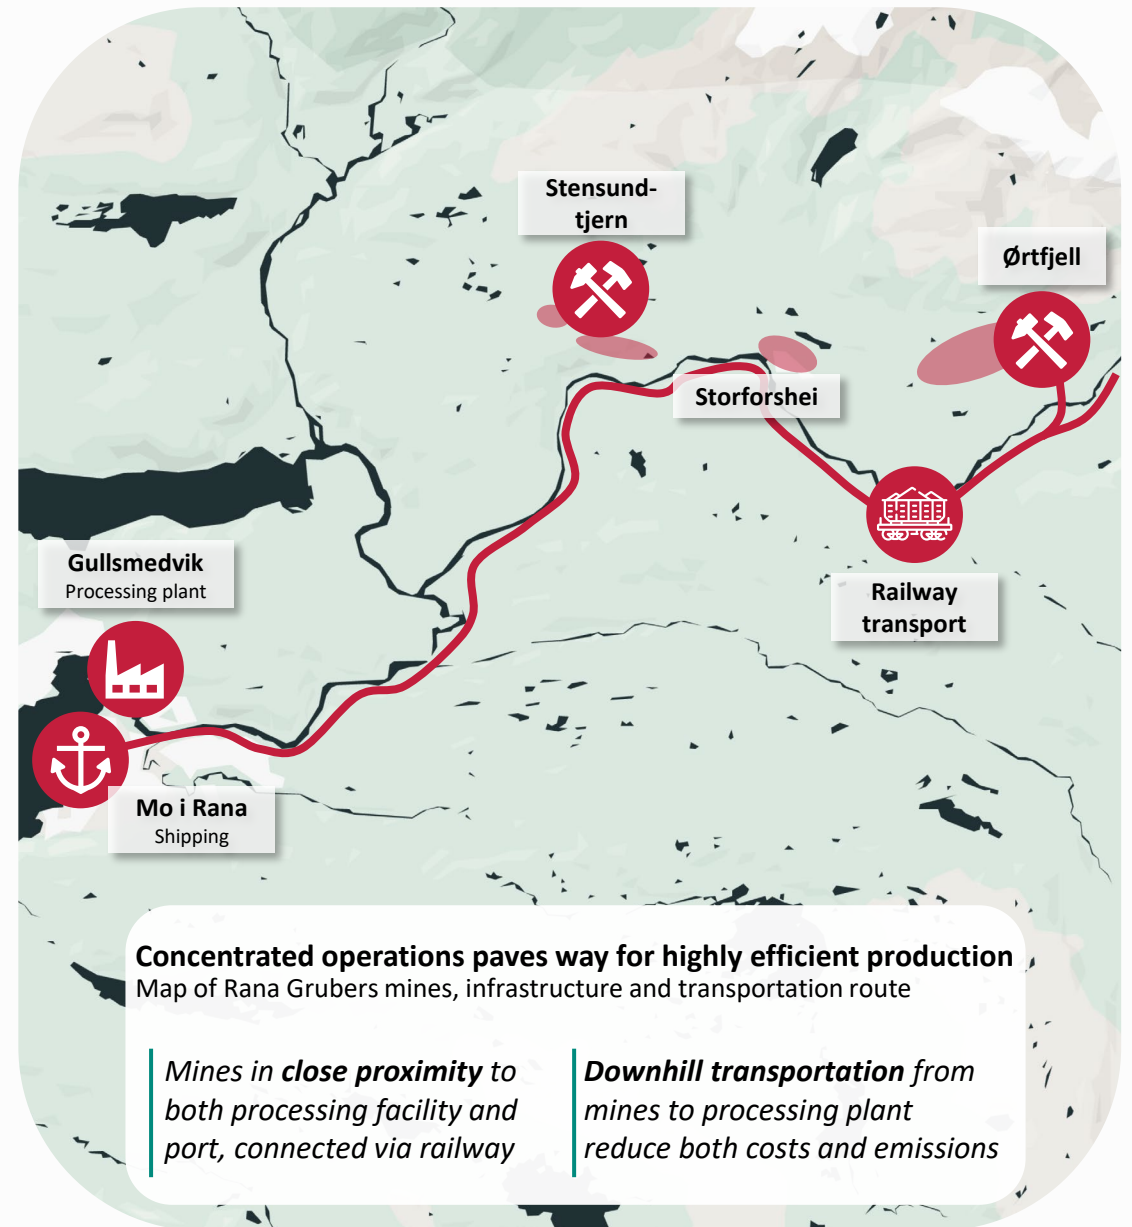 Stensund-
tjern
Ørtfjell
Storforshei
Gullsmedvik
Processing plant
Railway
transport
Mo i Rana
Shipping
Concentrated operations paves way for highly efficient production
Map of Rana Grubers mines, infrastructure and transportation route
Mines in close proximity to
both processing facility and
port, connected via railway
Downhill transportation from
mines to processing plant
reduce both costs and emissions